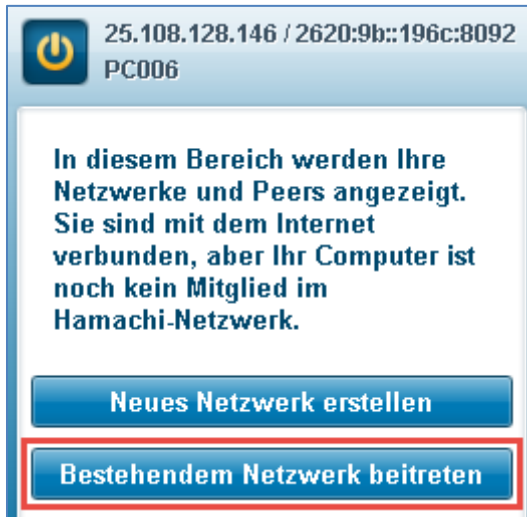 25.108.128.146 / 2620:9b::196c:8092
PC006
In diesem Bereich werden Ihre
Netzwerke und Peers angezeigt.
Sie sind mit dem Internet
verbunden, aber Ihr Computer ist
noch kein Mitglied im
Hamachi-Netzwerk.
Neues Netzwerk erstellen
Bestehendem Netzwerk beitreten